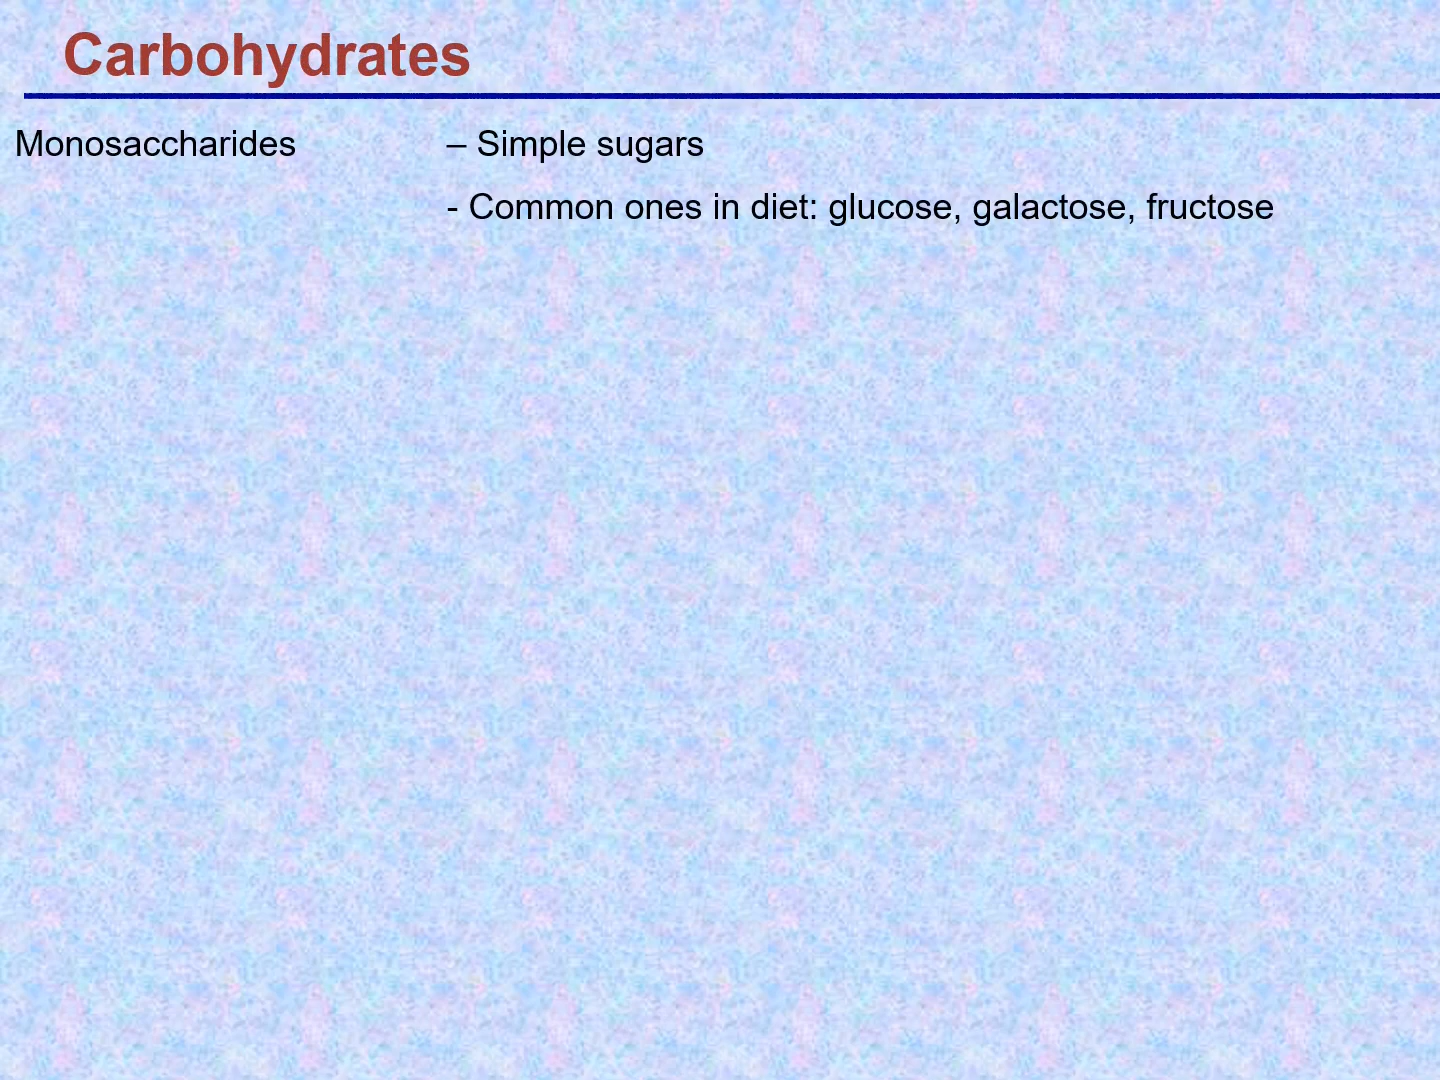 Carbohydrates
Monosaccharides – Simple sugars
- Common ones in diet: glucose, galactose, fructose